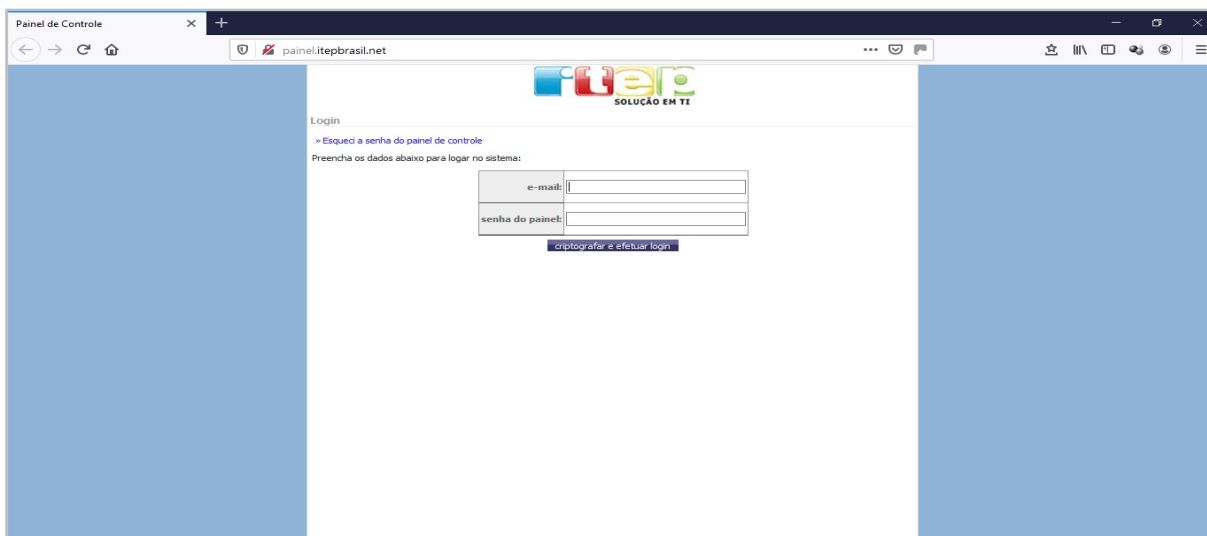 Painel de Controle
painel.itepbrasil.net
itep
SOLUÇÃO EM TI
Login
» Esqueci a senha do painel de controle
Preencha os dados abaixo para logar no sistema:
e-mail:
senha do painel:
criptografar e efetuar login